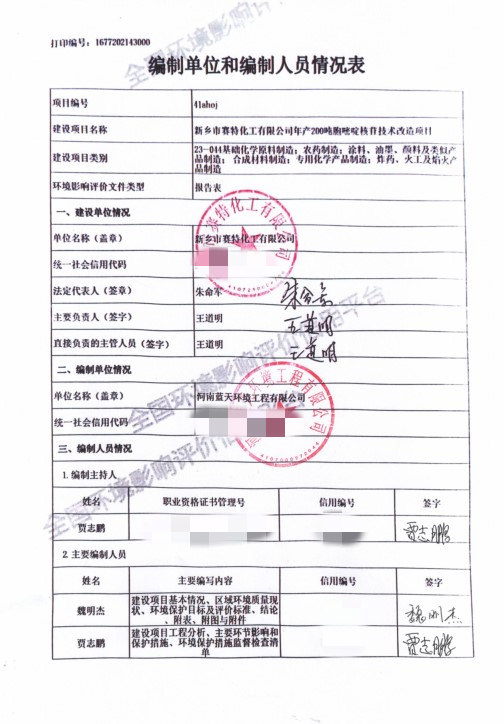 打印编号：1677202143000
编制单位和编制人员情况表
项目编号 41ahoj
建设项目名称 新乡市赛特化工有限公司年产200吨胞嘧啶核苷技术改造项目
建设项目类别 23-044基础化学原料制造；农药制造；涂料、油墨、颜料及类似产
品制造；合成材料制造；专用化学产品制造；炸药、火工及焰火产
品制造
环境影响评价文件类型 报告表
一、建设单位情况
单位名称（盖章） 新乡市赛特化工有限公司
统一社会信用代码
法定代表人（签章） 朱命军
主要负责人（签字） 王道明 王道明
直接负责的主管人员（签字） 王道明 王道明
二、编制单位情况
单位名称（盖章） 河南蓝天环境工程有限公司
统一社会信用代码
三、编制人员情况
1.编制主持人
姓名 职业资格证书管理号 信用编号 签字
贾志鹏 贾志鹏
2.主要编制人员
姓名 主要编写内容 信用编号 签字
魏明杰 建设项目基本情况、区域环境质量现
状、环境保护目标及评价标准、结论
、附表、附图与附件
贾志鹏 建设项目工程分析、主要环节影响和
保护措施、环境保护措施监督检查清
单 贾志鹏
全国环境影响评价信用平台